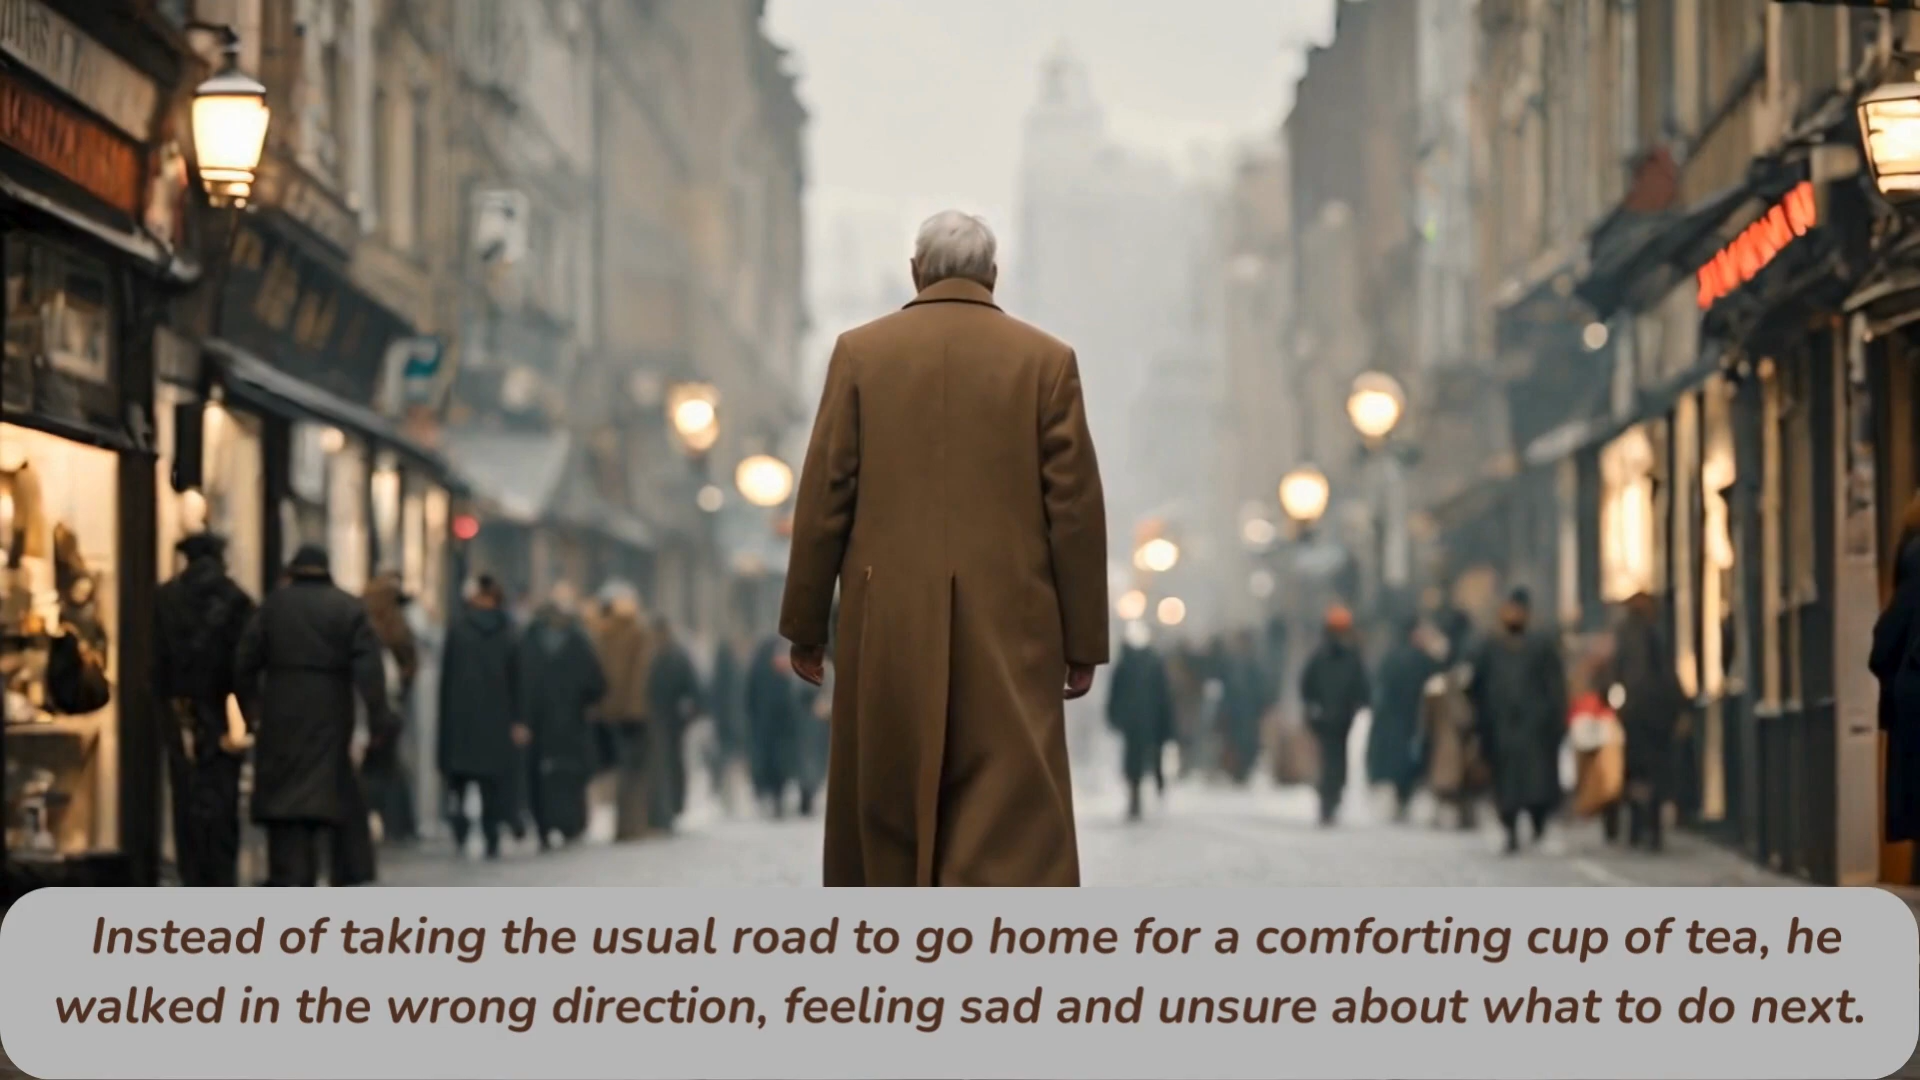 Instead of taking the usual road to go home for a comforting cup of tea, he
walked in the wrong direction, feeling sad and unsure about what to do next.